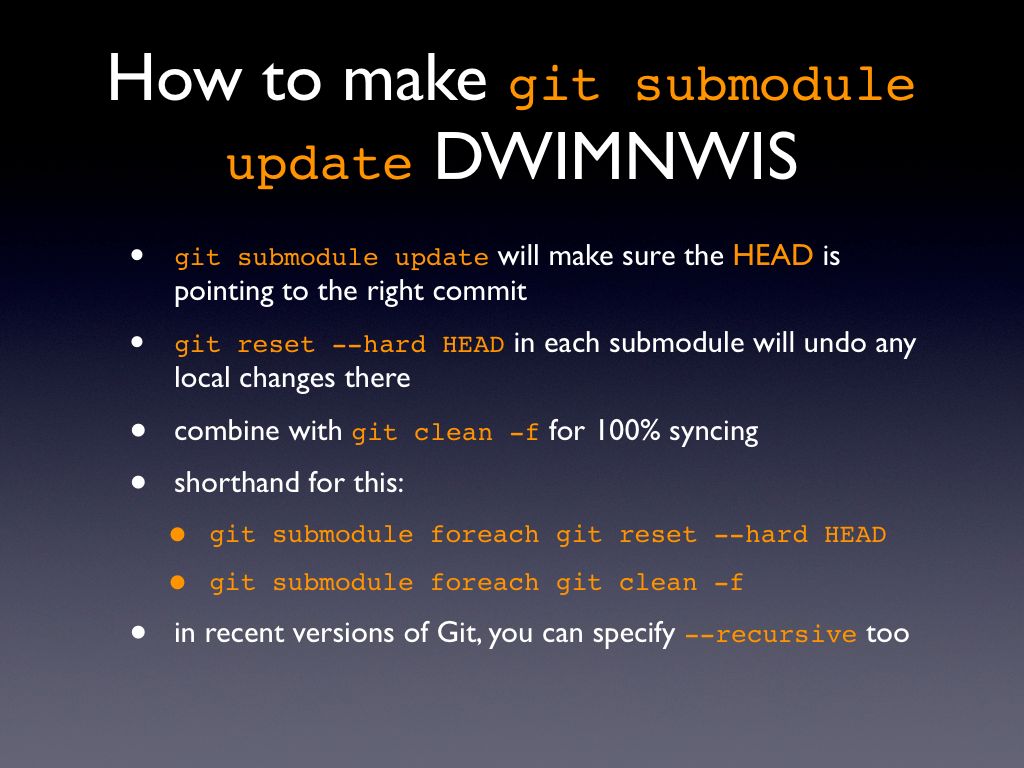 How to make git submodule
update DWIMNWIS
• git submodule update will make sure the HEAD is
pointing to the right commit
• git reset --hard HEAD in each submodule will undo any
local changes there
• combine with git clean -f for 100% syncing
• shorthand for this:
• git submodule foreach git reset --hard HEAD
• git submodule foreach git clean -f
• in recent versions of Git, you can specify --recursive too